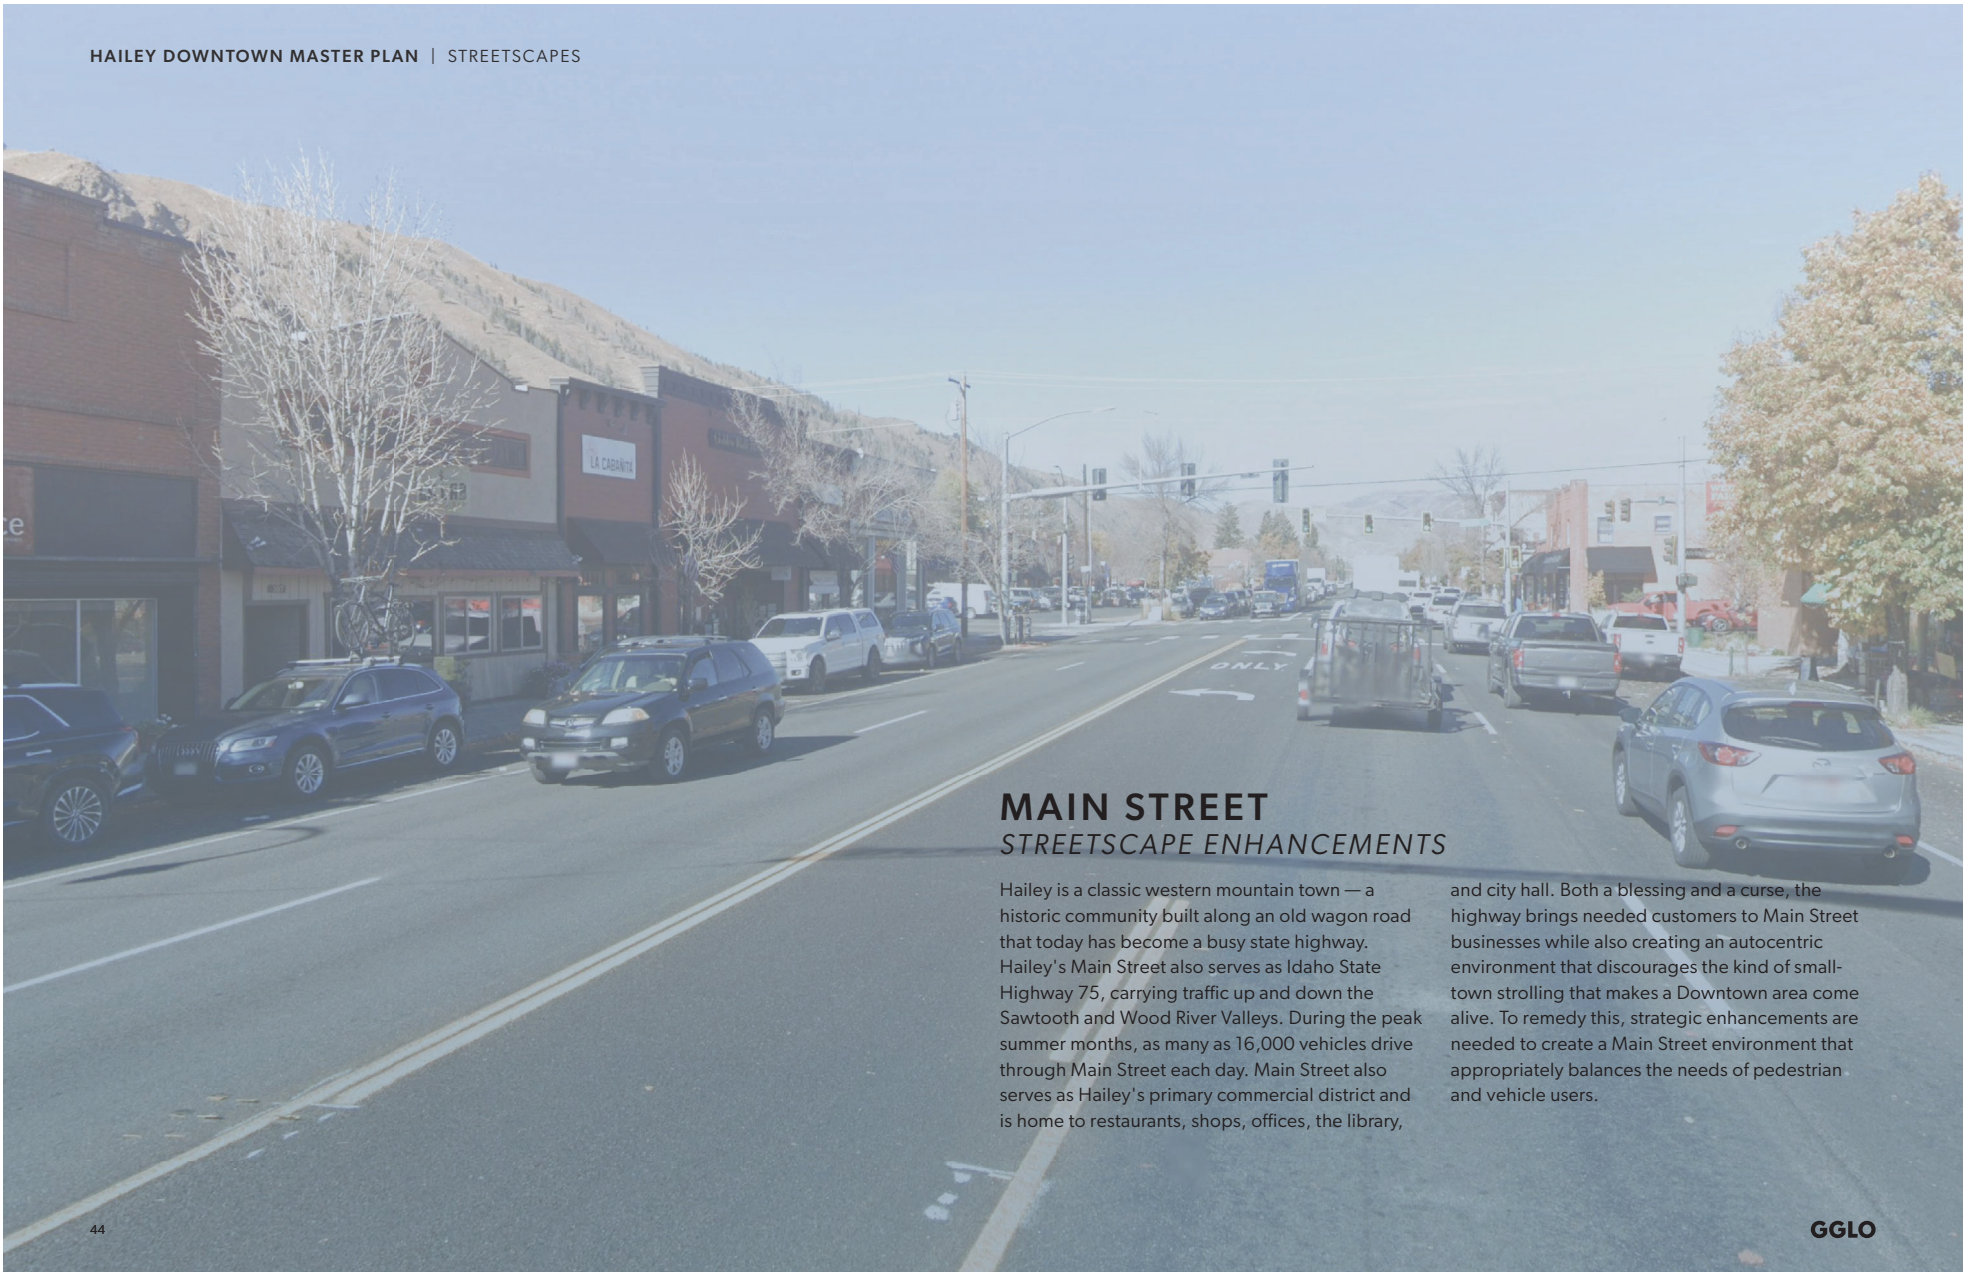 HAILEY DOWNTOWN MASTER PLAN | STREETSCAPES
ce
LA CABAÑITA
ONLY
MAIN STREET
STREETSCAPE ENHANCEMENTS
Hailey is a classic western mountain town — a
historic community built along an old wagon road
that today has become a busy state highway.
Hailey's Main Street also serves as Idaho State
Highway 75, carrying traffic up and down the
Sawtooth and Wood River Valleys. During the peak
summer months, as many as 16,000 vehicles drive
through Main Street each day. Main Street also
serves as Hailey's primary commercial district and
is home to restaurants, shops, offices, the library,
and city hall. Both a blessing and a curse, the
highway brings needed customers to Main Street
businesses while also creating an autocentric
environment that discourages the kind of small-
town strolling that makes a Downtown area come
alive. To remedy this, strategic enhancements are
needed to create a Main Street environment that
appropriately balances the needs of pedestrian
and vehicle users.
44
GGLO